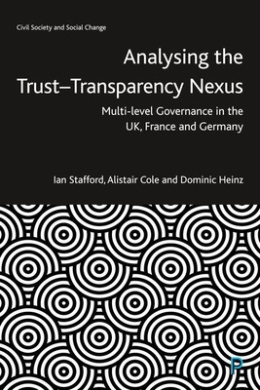 Civil Society and Social Change
Analysing the
Trust–Transparency Nexus
Multi-level Governance in the
UK, France and Germany
Ian Stafford, Alistair Cole and Dominic Heinz
P